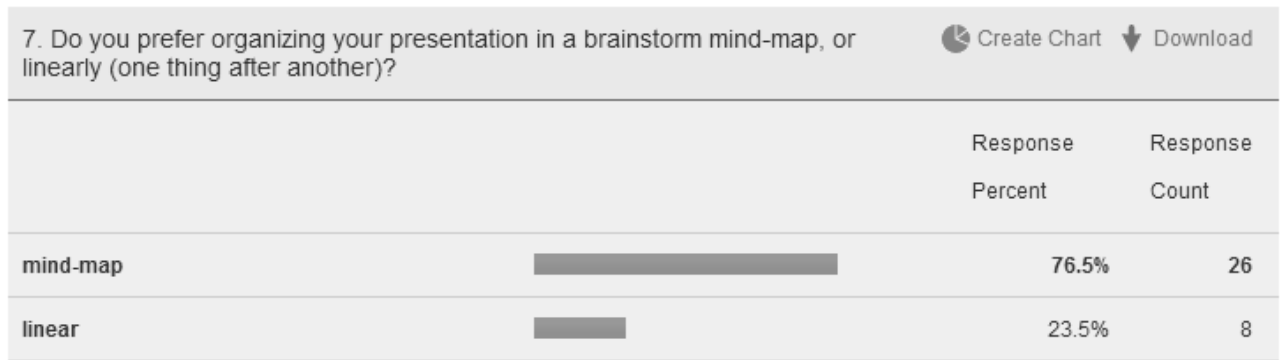 7. Do you prefer organizing your presentation in a brainstorm mind-map, or
linearly (one thing after another)?
Create Chart Download
Response Response
Percent Count
mind-map 76.5% 26
linear 23.5% 8